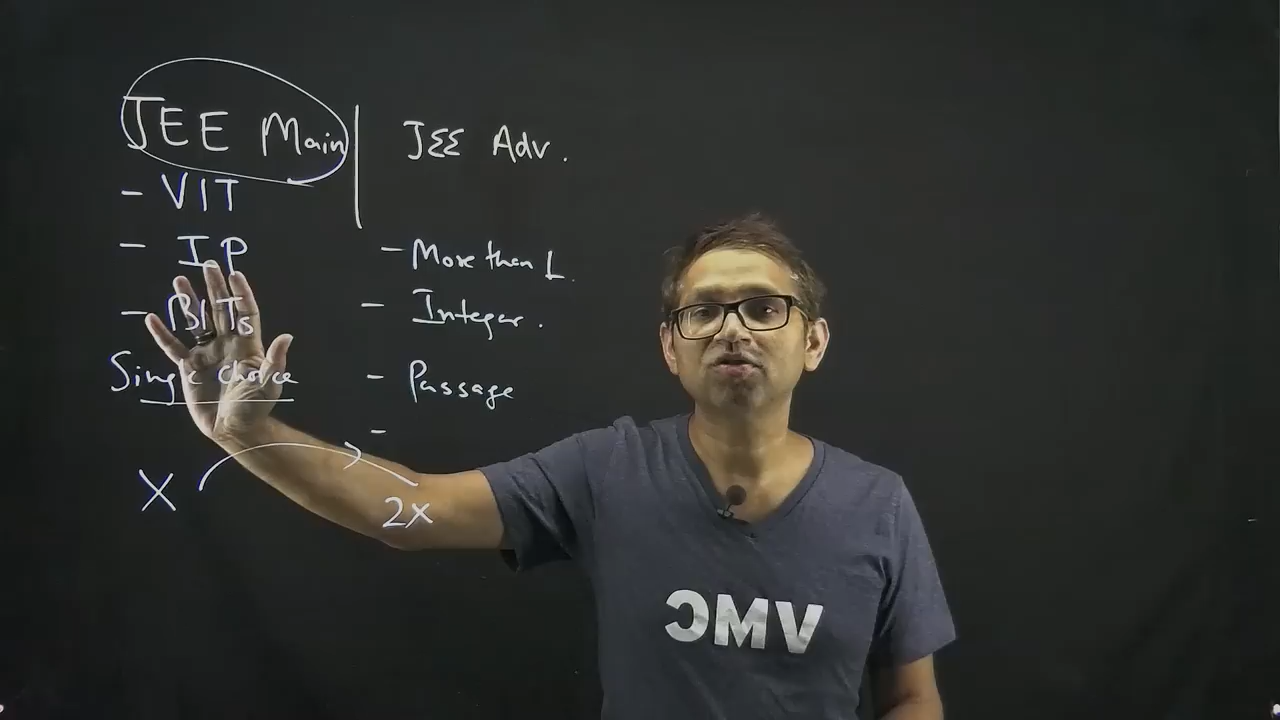 JEE Main
- VIT
- IP
- BITs
Single choice
X
JEE Adv.
- More than 1.
- Integer.
- Passage
-
2x
VMC